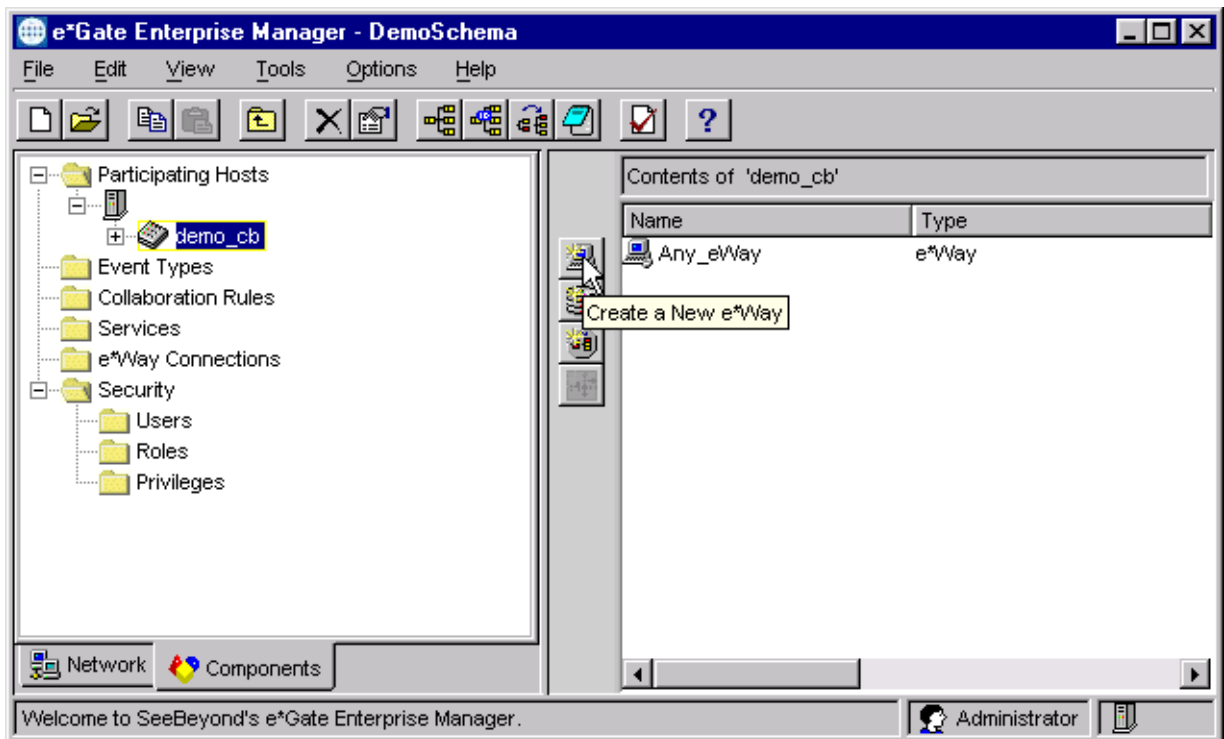 e*Gate Enterprise Manager - DemoSchema
File Edit View Tools Options Help
?
Participating Hosts
demo_cb
Event Types
Collaboration Rules
Services
e*Way Connections
Security
Users
Roles
Privileges
Network Components
Contents of 'demo_cb'
Name Type
Any_eWay e*Way
Create a New e*Way
Welcome to SeeBeyond's e*Gate Enterprise Manager. Administrator